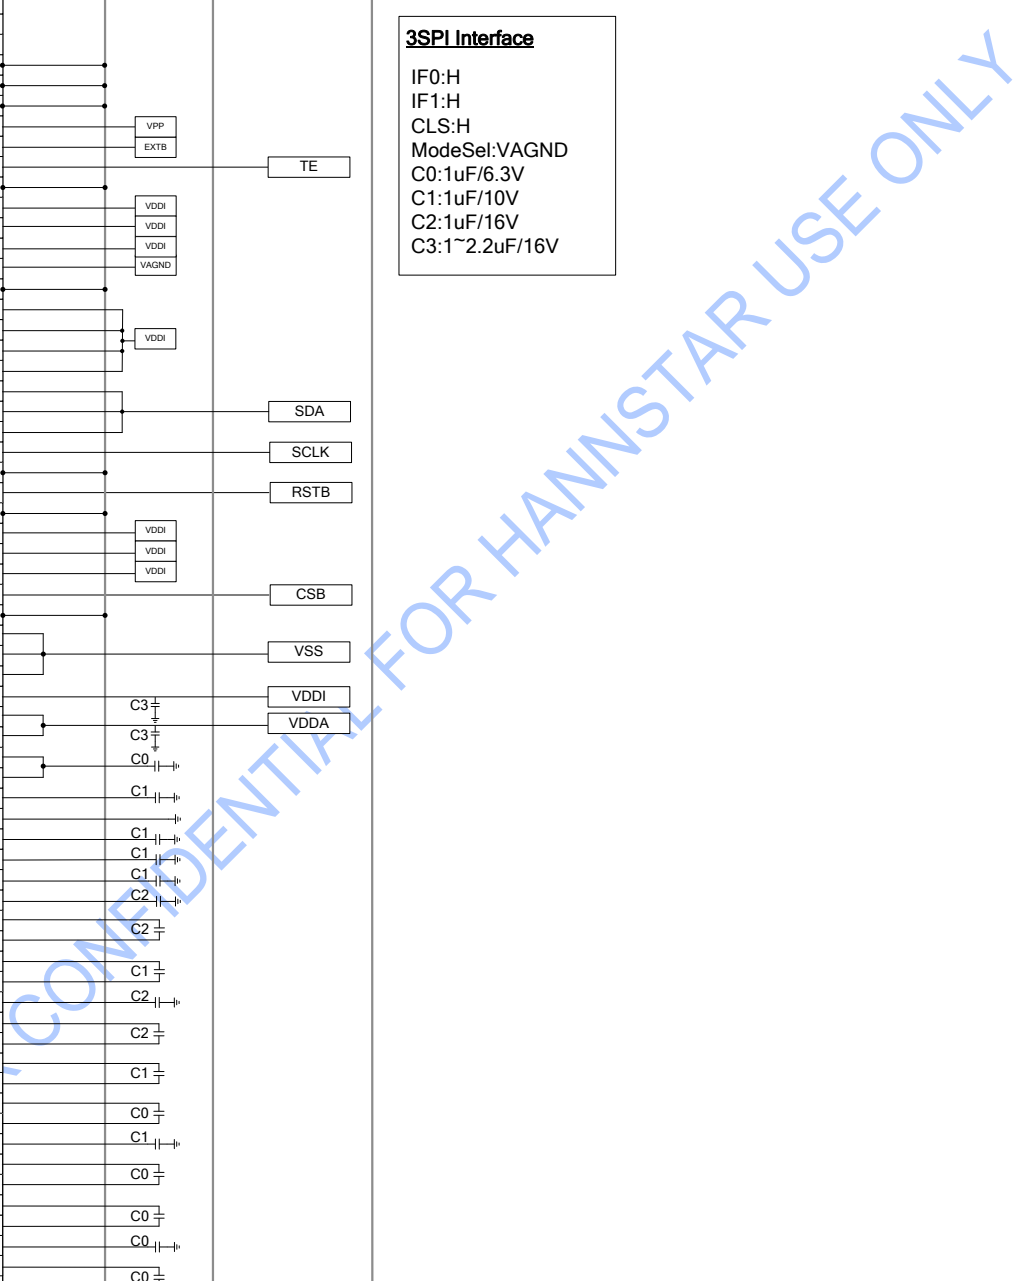 3SPI Interface
IF0:H
IF1:H
CLS:H
ModeSel:VAGND
C0:1uF/6.3V
C1:1uF/10V
C2:1uF/16V
C3:1~2.2uF/16V
VPP
EXTB
TE
VDDI
VDDI
VDDI
VAGND
VDDI
SDA
SCLK
RSTB
VDDI
VDDI
VDDI
CSB
VSS
VDDI
C3
VDDA
C3
C0
C1
C1
C1
C1
C2
C2
C1
C2
C2
C1
C0
C1
C0
C0
C0
C0
CONFIDENTIAL FOR HANNSTAR USE ONLY